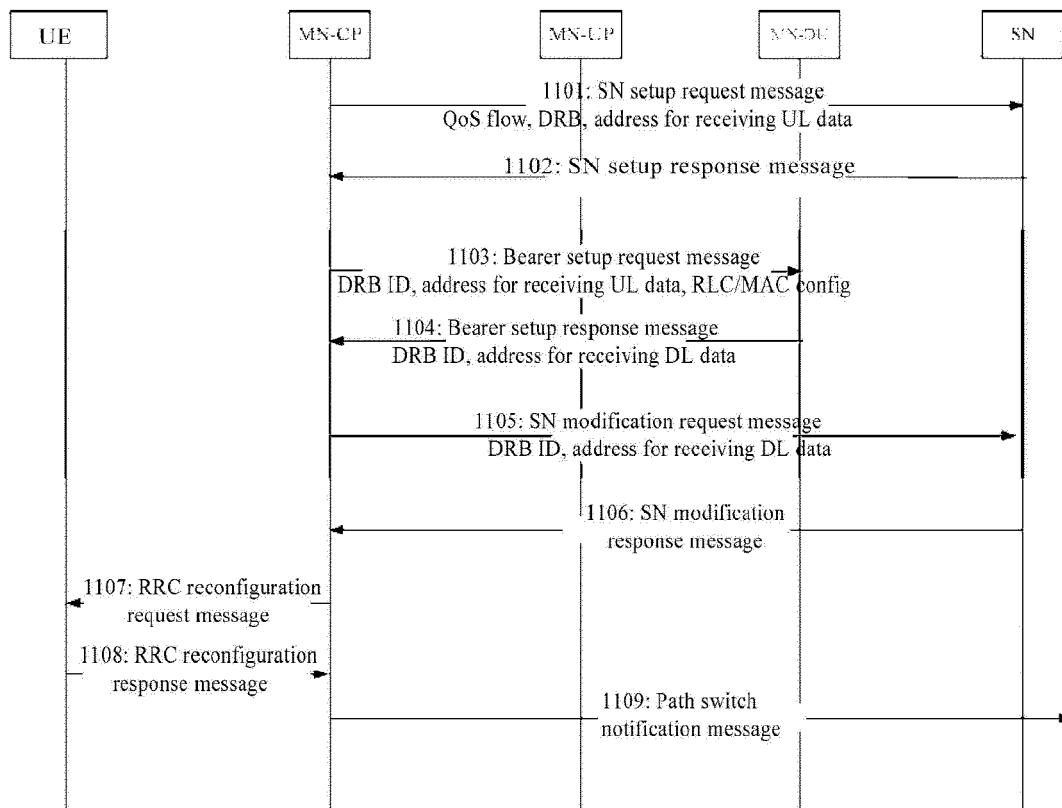 UE
MN-CP
MN-UP
MN-DU
SN
1101: SN setup request message
QoS flow, DRB, address for receiving UL data
1102: SN setup response message
1103: Bearer setup request message
DRB ID, address for receiving UL data, RLC/MAC config
1104: Bearer setup response message
DRB ID, address for receiving DL data
1105: SN modification request message
DRB ID, address for receiving DL data
1106: SN modification
response message
1107: RRC reconfiguration
request message
1108: RRC reconfiguration
response message
1109: Path switch
notification message